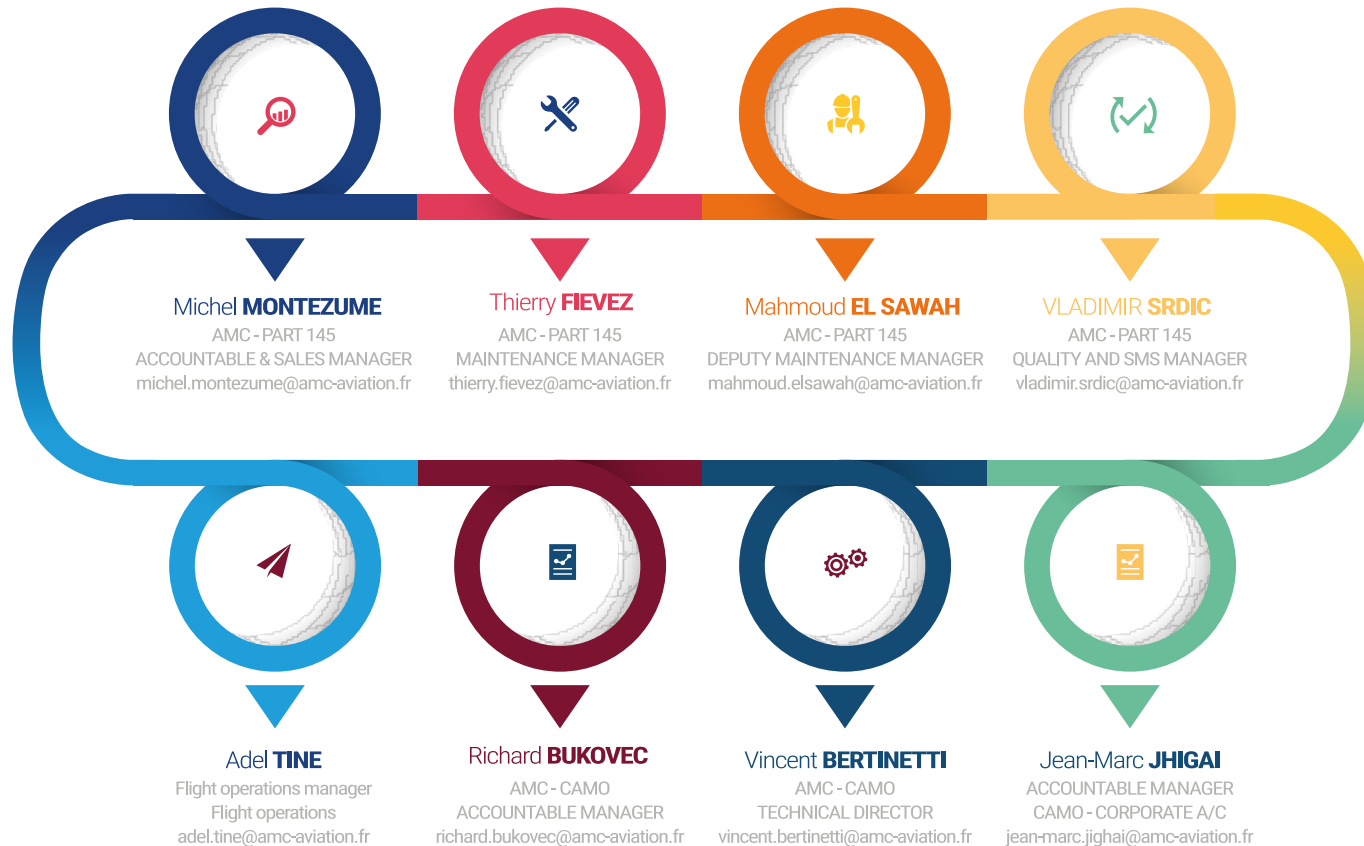 Michel MONTEZUME
AMC - PART 145
ACCOUNTABLE & SALES MANAGER
michel.montezume@amc-aviation.fr
Thierry FIEVEZ
AMC - PART 145
MAINTENANCE MANAGER
thierry.fievez@amc-aviation.fr
Mahmoud EL SAWAH
AMC - PART 145
DEPUTY MAINTENANCE MANAGER
mahmoud.elsawah@amc-aviation.fr
VLADIMIR SRDIC
AMC - PART 145
QUALITY AND SMS MANAGER
vladimir.srdic@amc-aviation.fr
Adel TINE
Flight operations manager
Flight operations
adel.tine@amc-aviation.fr
Richard BUKOVEC
AMC - CAMO
ACCOUNTABLE MANAGER
richard.bukovec@amc-aviation.fr
Vincent BERTINETTI
AMC - CAMO
TECHNICAL DIRECTOR
vincent.bertinetti@amc-aviation.fr
Jean-Marc JHIGAI
ACCOUNTABLE MANAGER
CAMO - CORPORATE A/C
jean-marc.jighai@amc-aviation.fr